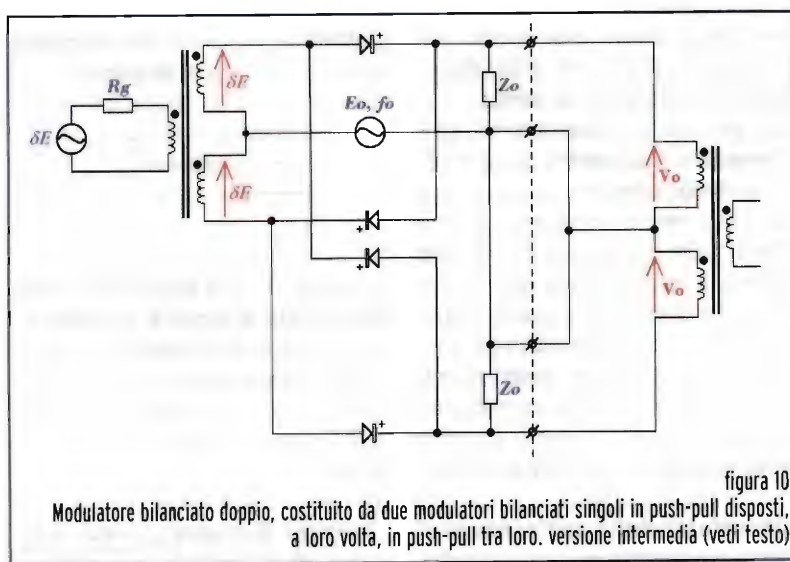 Rg
δE
δE
δE
Eo, fo
Zo
Zo
Vo
Vo
+
+
+
+
figura 10
Modulatore bilanciato doppio, costituito da due modulatori bilanciati singoli in push-pull disposti,
a loro volta, in push-pull tra loro. versione intermedia (vedi testo)